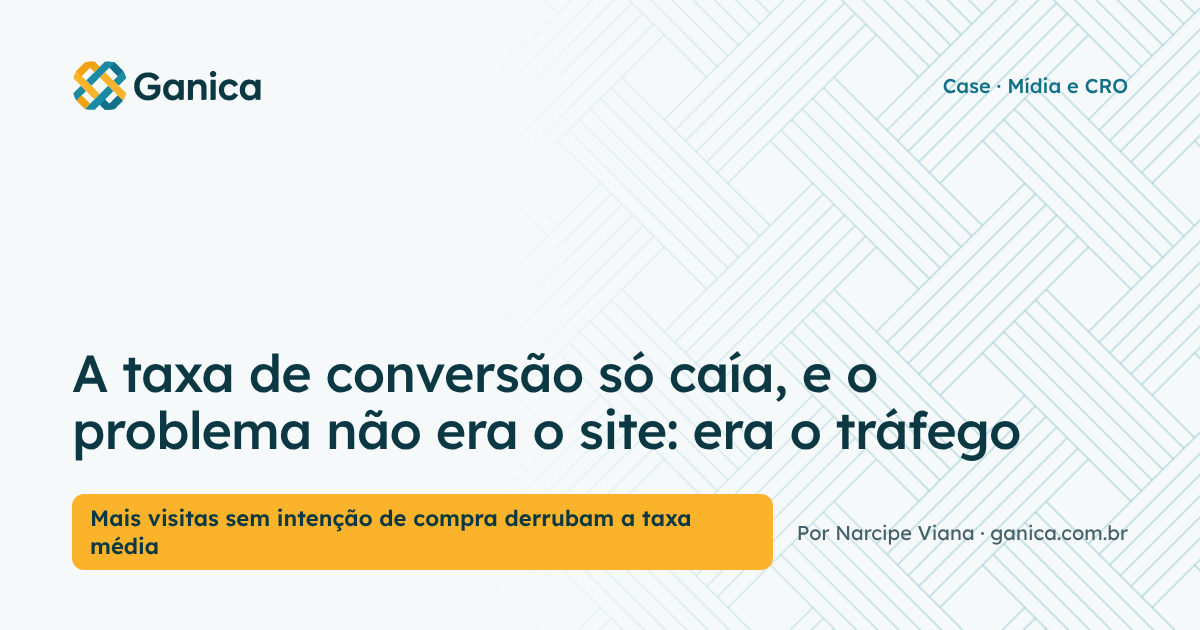 Ganica
Case · Mídia e CRO
A taxa de conversão só caía, e o
problema não era o site: era o tráfego
Mais visitas sem intenção de compra derrubam a taxa
média
Por Narcipe Viana · ganica.com.br